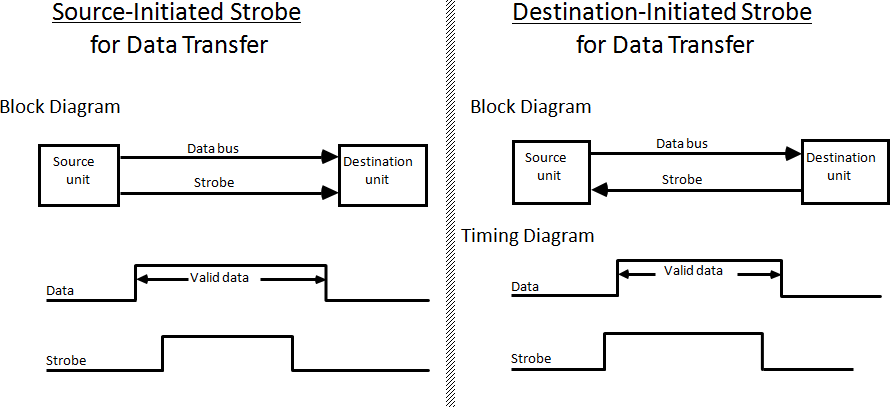 Source-Initiated Strobe
for Data Transfer
Block Diagram
Source
unit
Data bus
Strobe
Destination
unit
Data
Valid data
Strobe
Destination-Initiated Strobe
for Data Transfer
Block Diagram
Source
unit
Data bus
Strobe
Destination
unit
Timing Diagram
Data
Valid data
Strobe